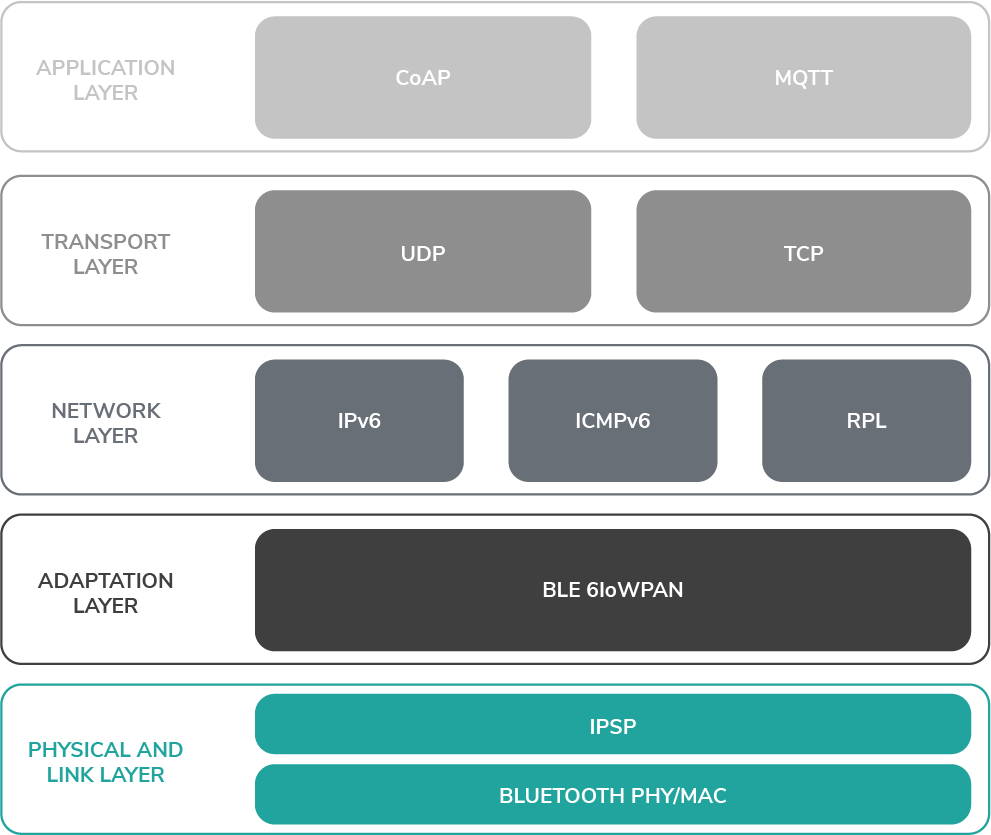 APPLICATION
LAYER
CoAP
MQTT
TRANSPORT
LAYER
UDP
TCP
NETWORK
LAYER
IPv6
ICMPv6
RPL
ADAPTATION
LAYER
BLE 6loWPAN
PHYSICAL AND
LINK LAYER
IPSP
BLUETOOTH PHY/MAC